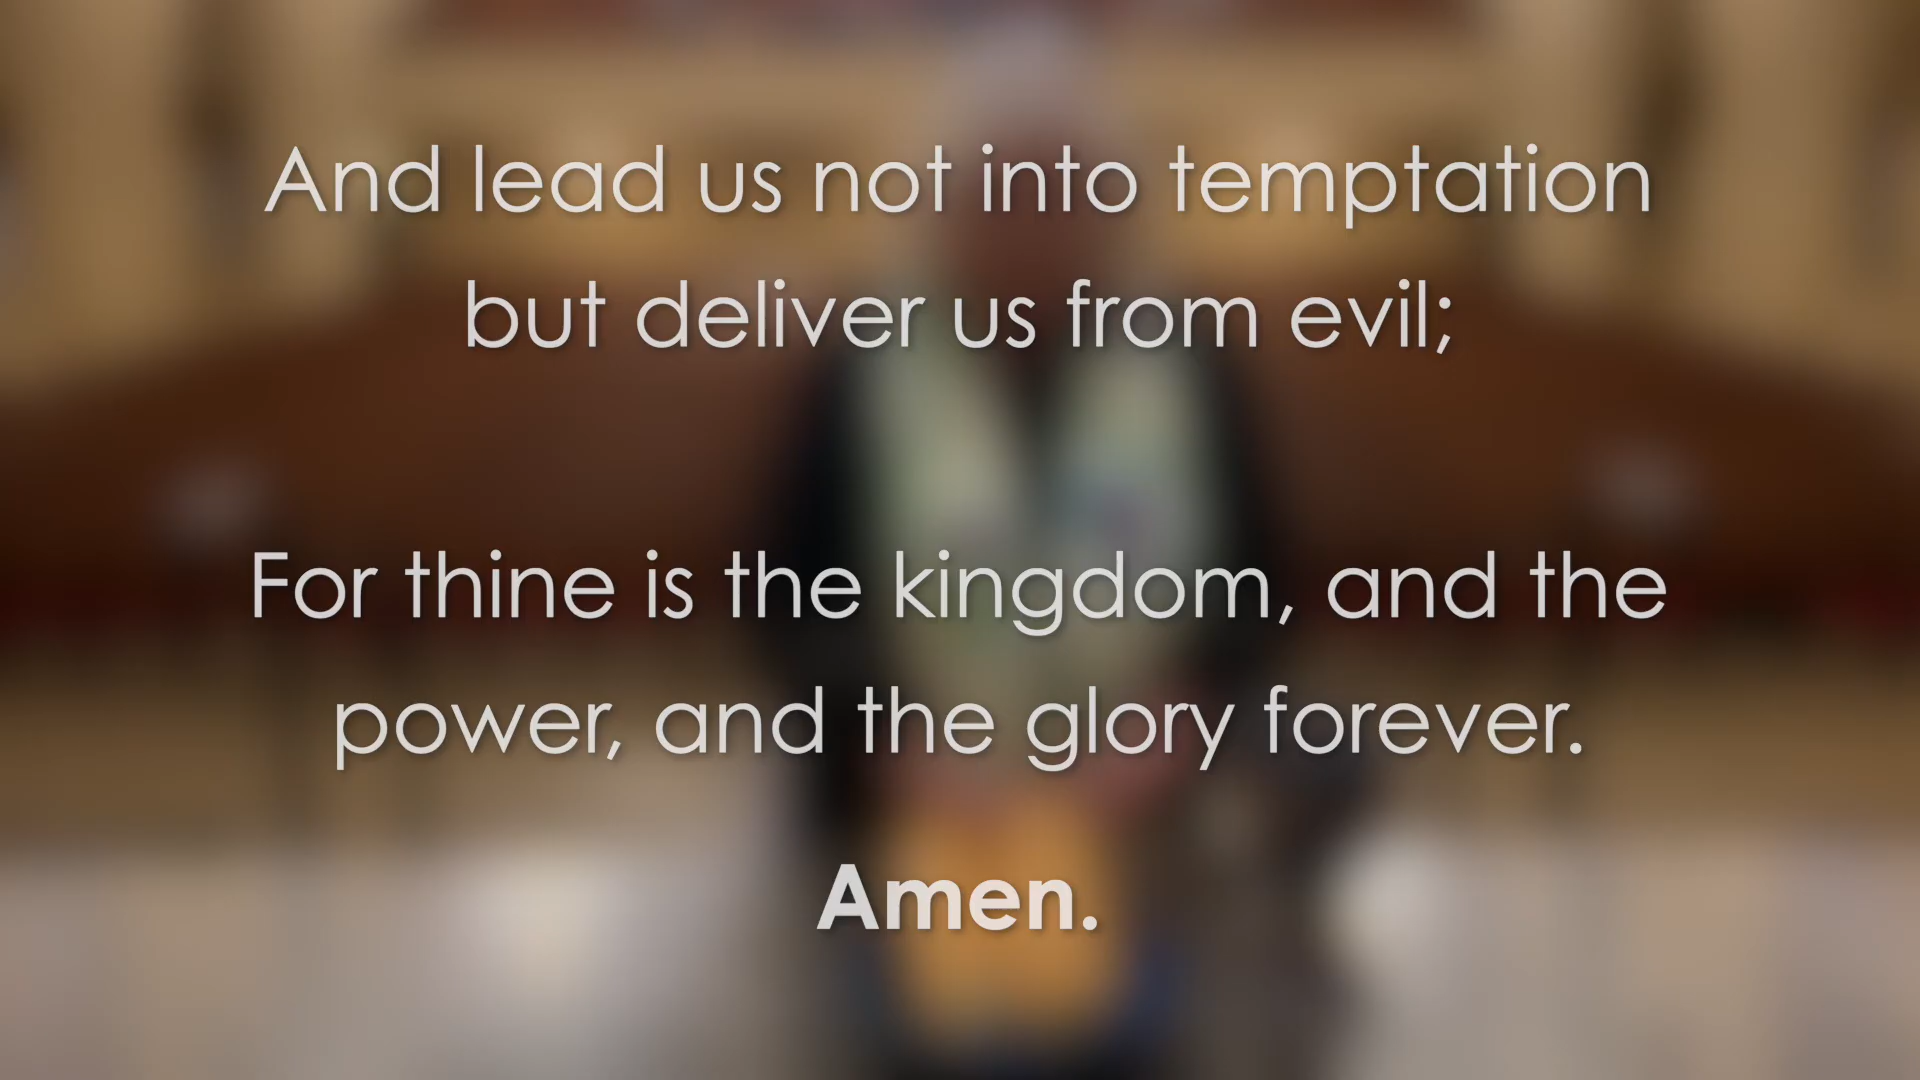 And lead us not into temptation
but deliver us from evil;
For thine is the kingdom, and the
power, and the glory forever.
Amen.